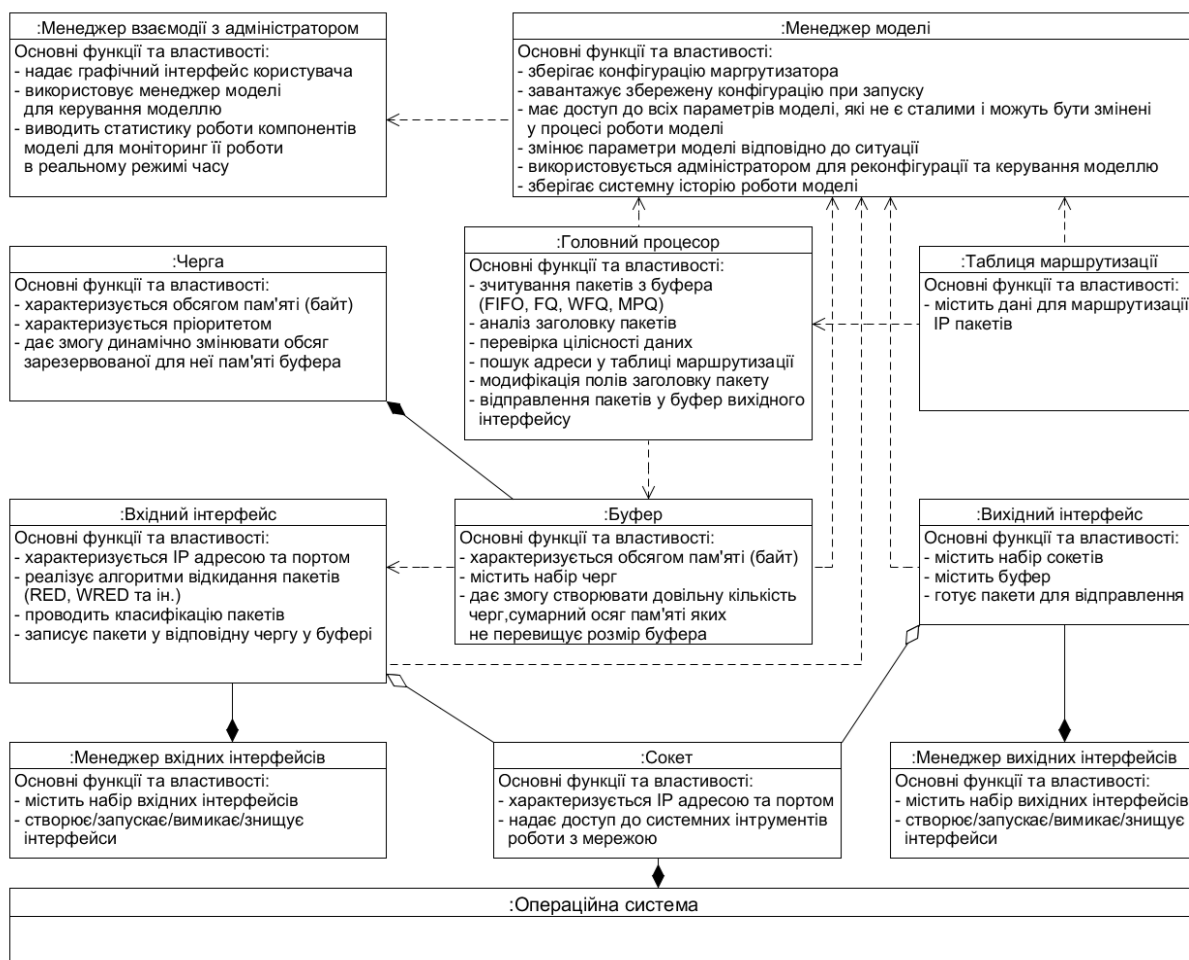 :Менеджер взаємодії з адміністратором
Основні функції та властивості:
- надає графічний інтерфейс користувача
- використовує менеджер моделі
для керування моделлю
- виводить статистику роботи компонентів
моделі для моніторинг її роботи
в реальному режимі часу
:Менеджер моделі
Основні функції та властивості:
- зберігає конфігурацію маргрутизатора
- завантажує збережену конфігурацію при запуску
- має доступ до всіх параметрів моделі, які не є сталими і можуть бути змінені
у процесі роботи моделі
- змінює параметри моделі відповідно до ситуації
- використовується адміністратором для реконфігурації та керування моделлю
- зберігає системну історію роботи моделі
:Черга
Основні функції та властивості:
- характеризується обсягом пам'яті (байт)
- характеризується пріоритетом
- дає змогу динамічно змінювати обсяг
зарезервованої для неї пам'яті буфера
:Головний процесор
Основні функції та властивості:
- зчитування пакетів з буфера
(FIFO, FQ, WFQ, MPQ)
- аналіз заголовку пакетів
- перевірка цілісності даних
- пошук адреси у таблиці маршрутизації
- модифікація полів заголовку пакету
- відправлення пакетів у буфер вихідного
інтерфейсу
:Таблиця маршрутизації
Основні функції та властивості:
- містить дані для маршрутизації
IP пакетів
:Вхідний інтерфейс
Основні функції та властивості:
- характеризується IP адресою та портом
- реалізує алгоритми відкидання пакетів
(RED, WRED та ін.)
- проводить класифікацію пакетів
- записує пакети у відповідну чергу у буфері
:Буфер
Основні функції та властивості:
- характеризується обсягом пам'яті (байт)
- містить набір черг
- дає змогу створювати довільну кількість
черг,сумарний осяг пам'яті яких
не перевищує розмір буфера
:Вихідний інтерфейс
Основні функції та властивості:
- містить набір сокетів
- містить буфер
- готує пакети для відправлення
:Менеджер вхідних інтерфейсів
Основні функції та властивості:
- містить набір вхідних інтерфейсів
- створює/запускає/вимикає/знищує
інтерфейси
:Сокет
Основні функції та властивості:
- характеризується IP адресою та портом
- надає доступ до системних інтрументів
роботи з мережою
:Менеджер вихідних інтерфейсів
Основні функції та властивості:
- містить набір вихідних інтерфейсів
- створює/запускає/вимикає/знищує
інтерфейси
:Операційна система